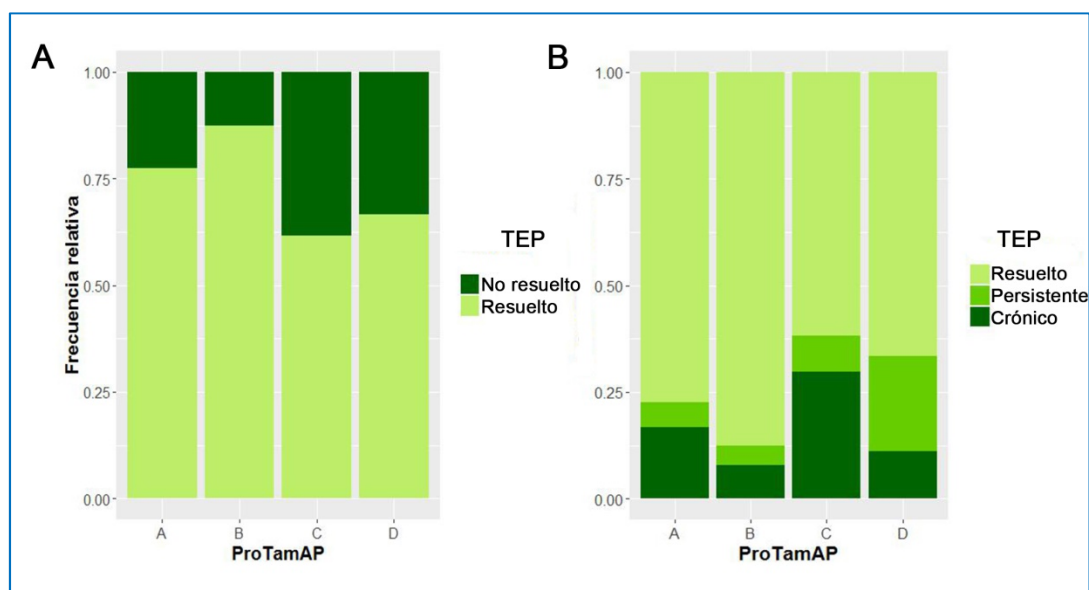 A
1.00
0.75
0.50
0.25
0.00
Frecuencia relativa
A B C D
ProTamAP
TEP
No resuelto
Resuelto
B
1.00
0.75
0.50
0.25
0.00
A B C D
ProTamAP
TEP
Resuelto
Persistente
Crónico